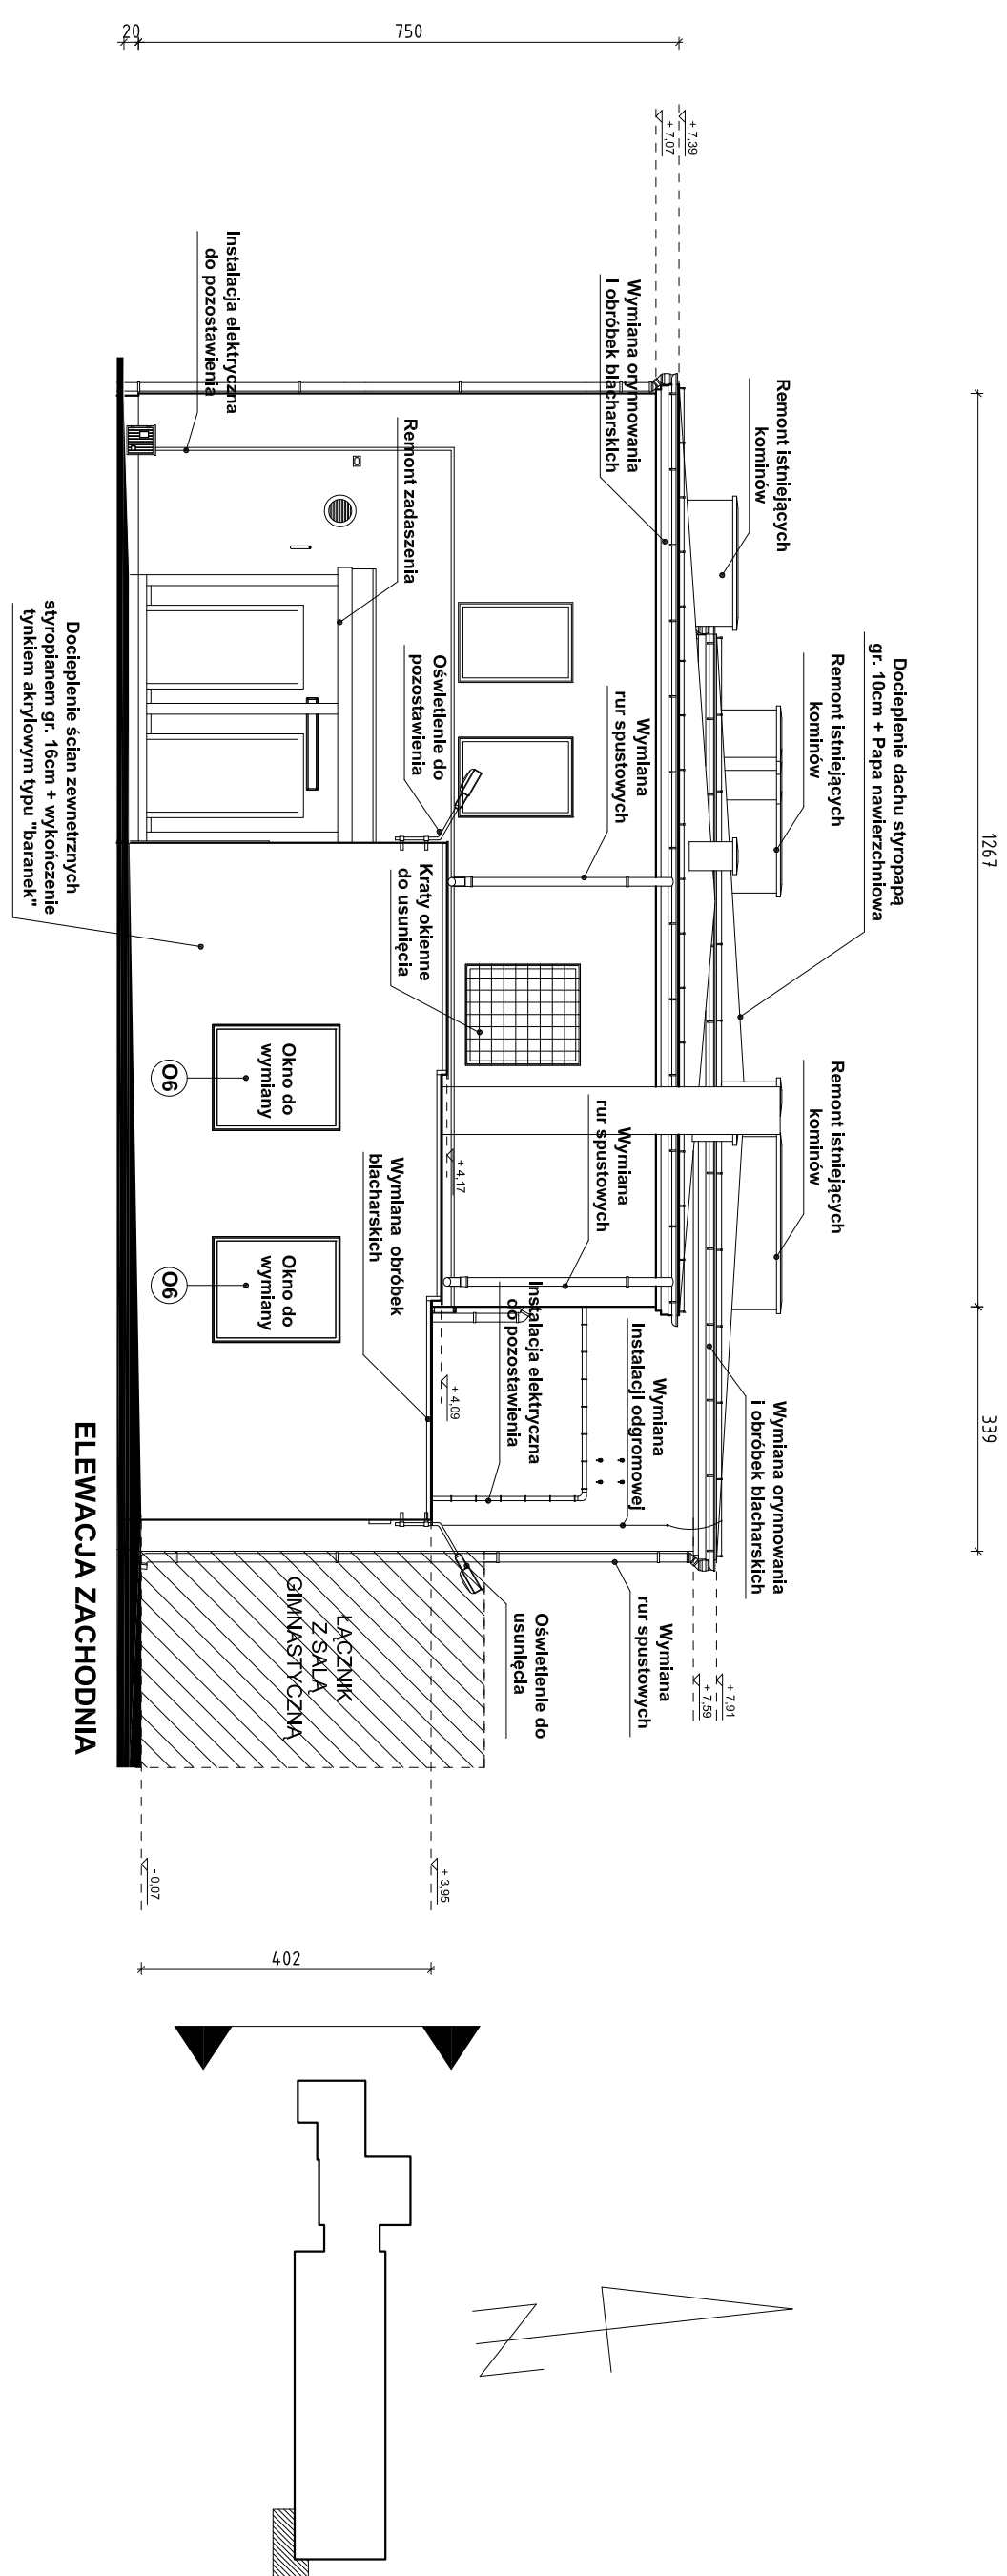 1267
339
Docieplenie dachu styropapą
gr. 10cm + Papa nawierzchniowa
Remont istniejących
kominów
Remont istniejących
kominów
Remont istniejących
kominów
Wymiana orynnowania
i obróbek blacharskich
+ 7,39
+ 7,07
Wymiana orynnowania
I obróbek blacharskich
Wymiana
rur spustowych
Wymiana
rur spustowych
Wymiana
InstalacjI odgromowej
Wymiana
rur spustowych
+ 7,91
+ 7,59
750
20
Instalacja elektryczna
do pozostawienia
Remont zadaszenia
Oświetlenie do
pozostawienia
Kraty okienne
do usunięcia
+ 4,17
+ 4,09
Instalacja elektryczna
do pozostawienia
Oświetlenie do
usunięcia
Wymiana obróbek
blacharskich
Okno do
wymiany
O6
Okno do
wymiany
O6
ŁĄCZNIK
Z SALĄ
GIMNASTYCZNĄ
+ 3,95
- 0,07
402
Docieplenie ścian zewnetrznych
styropianem gr. 16cm + wykończenie
tynkiem akrylowym typu "baranek"
ELEWACJA ZACHODNIA
N